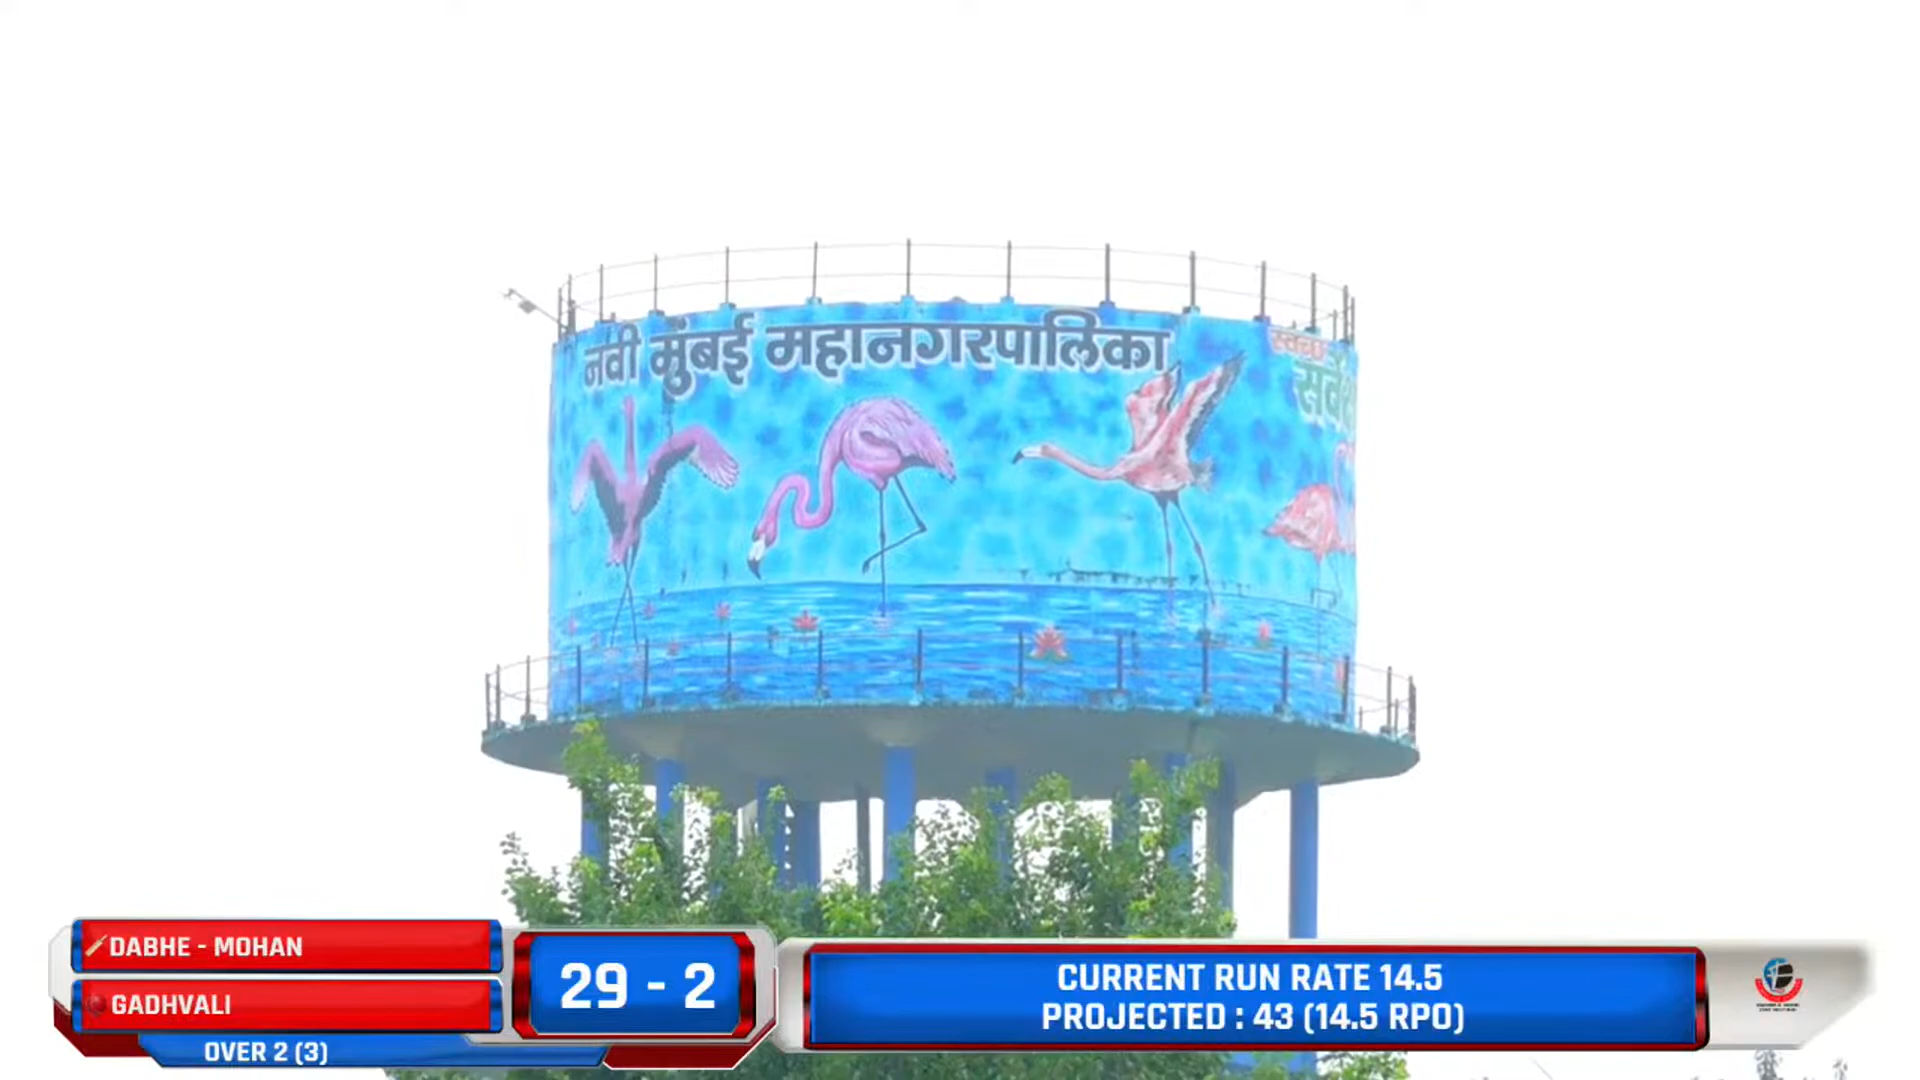 नवी मुंबई महानगरपालिका
स्वच्छ
DABHE - MOHAN
GADHVALI
OVER 2 (3)
29 - 2
CURRENT RUN RATE 14.5
PROJECTED : 43 (14.5 RPO)